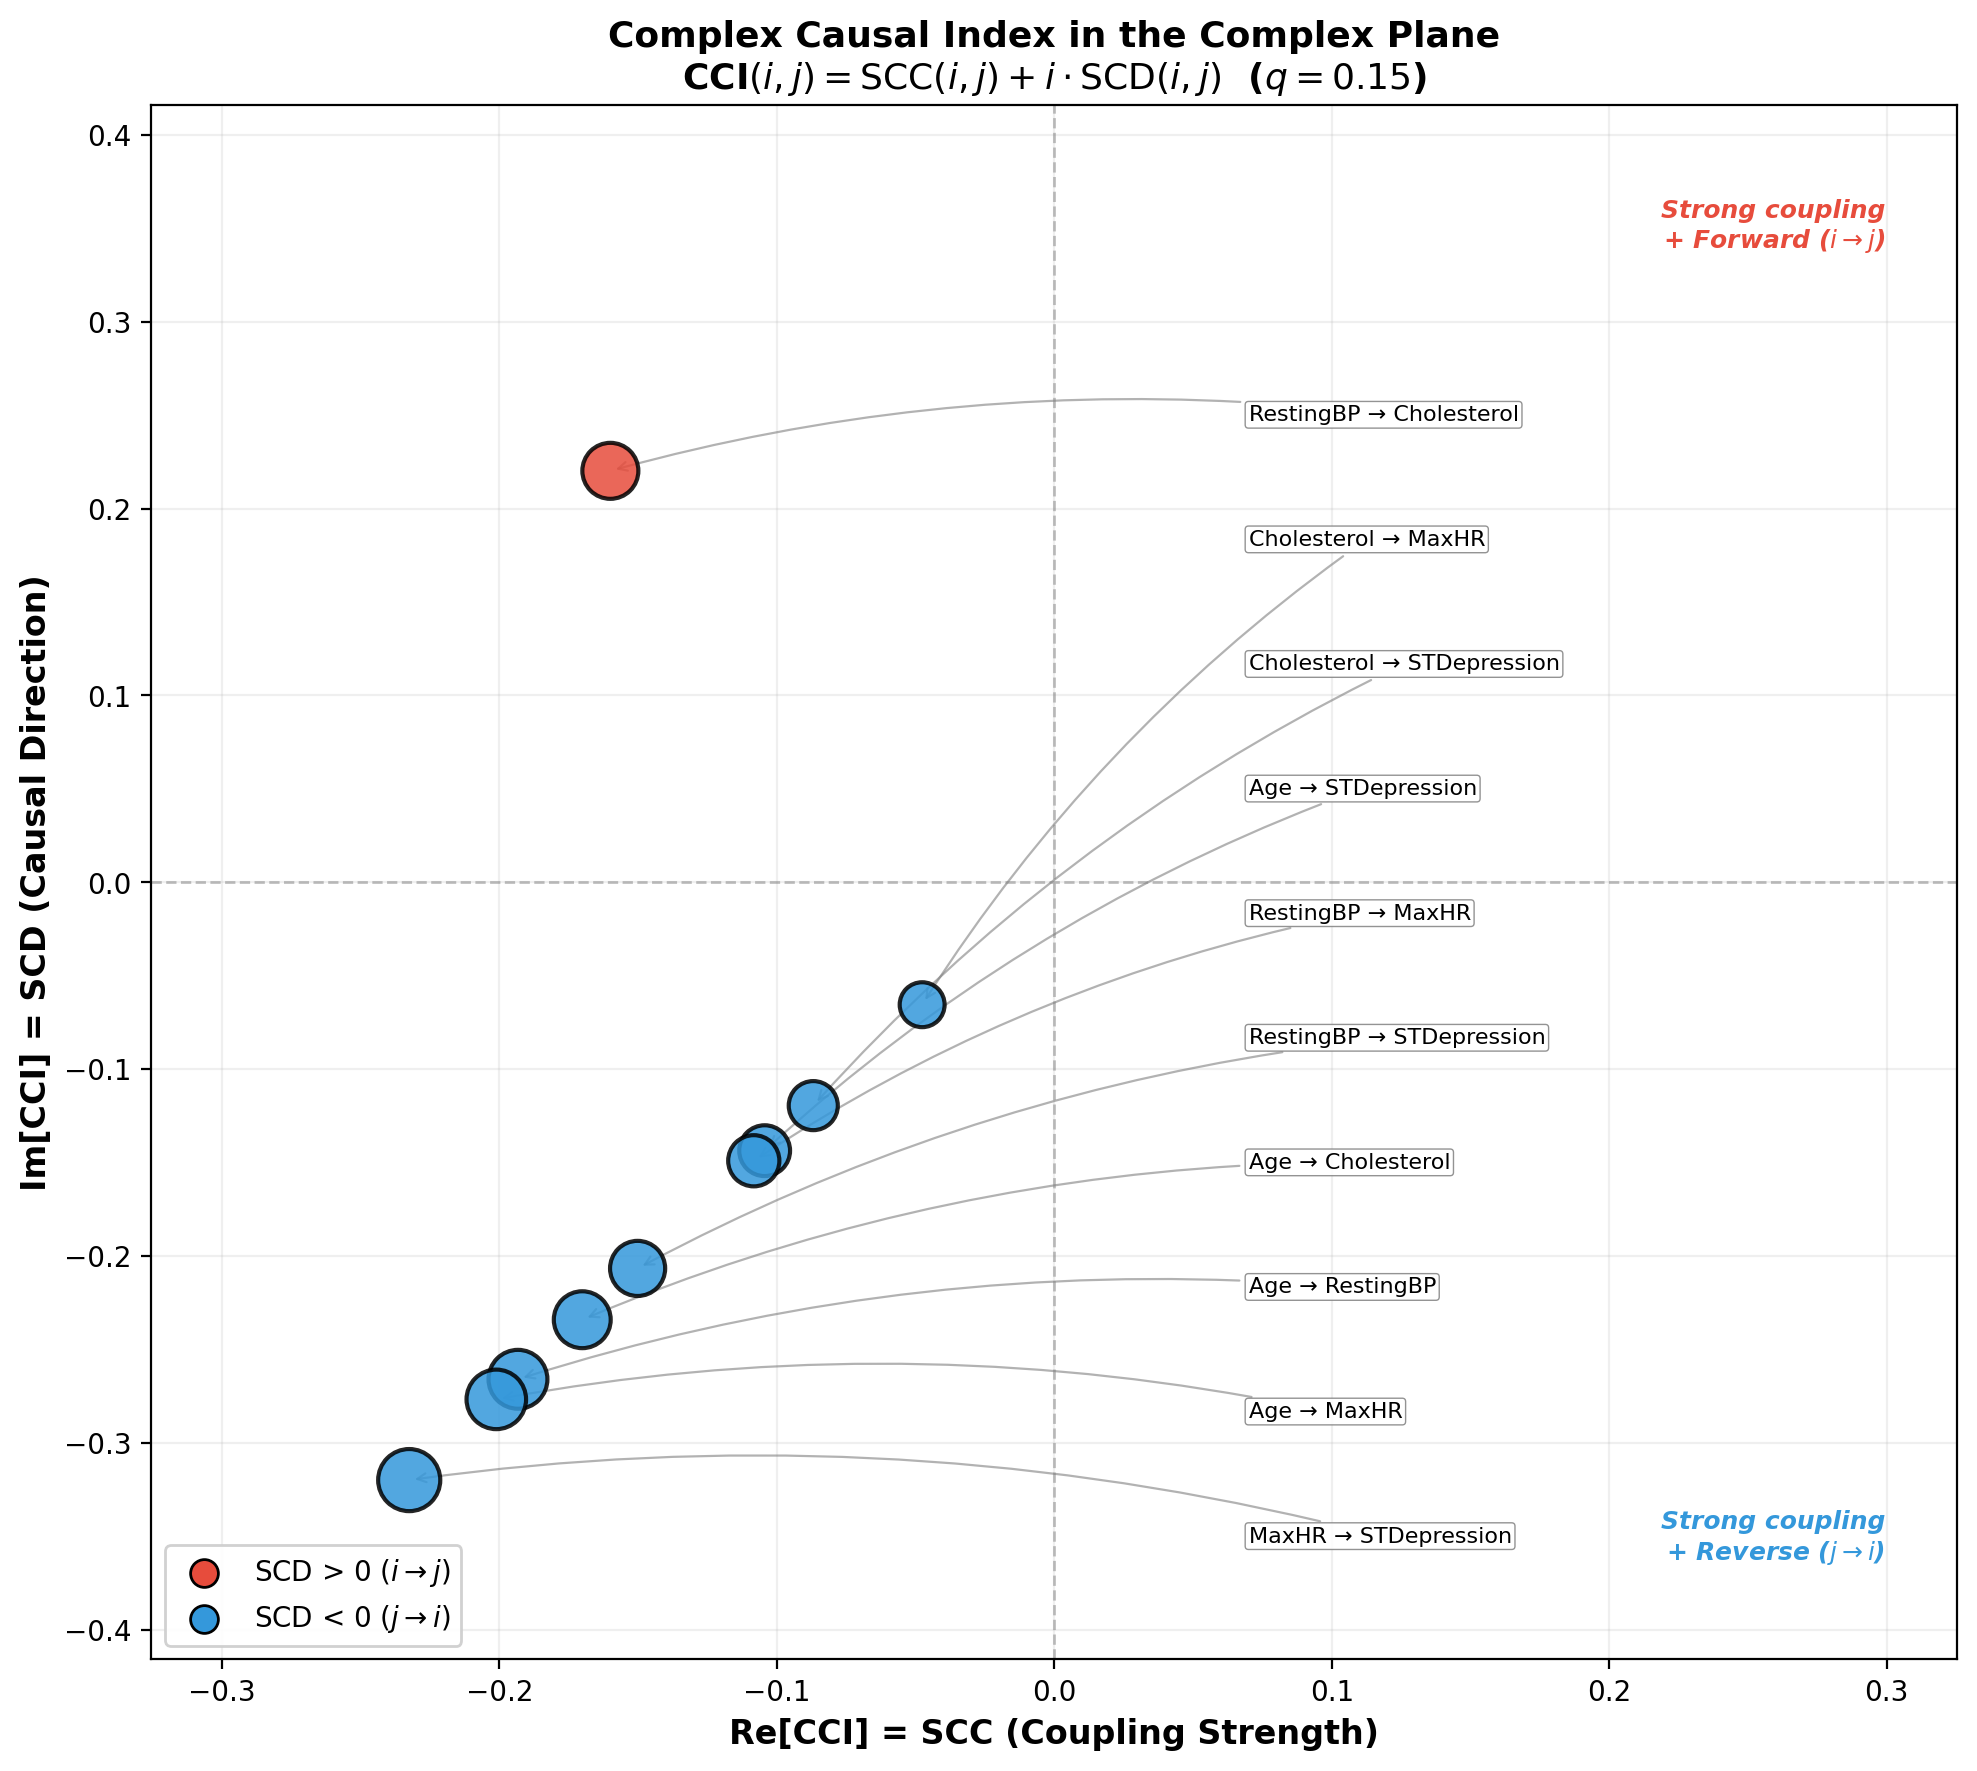 Complex Causal Index in the Complex Plane
CCI(i, j) = SCC(i, j) + i · SCD(i, j) (q = 0.15)
Im[CCI] = SCD (Causal Direction)
0.4
0.3
0.2
0.1
0.0
−0.1
−0.2
−0.3
−0.4
Strong coupling
+ Forward (i → j)
RestingBP → Cholesterol
Cholesterol → MaxHR
Cholesterol → STDepression
Age → STDepression
RestingBP → MaxHR
RestingBP → STDepression
Age → Cholesterol
Age → RestingBP
Age → MaxHR
MaxHR → STDepression
Strong coupling
+ Reverse (j → i)
SCD > 0 (i → j)
SCD < 0 (j → i)
−0.3
−0.2
−0.1
0.0
0.1
0.2
0.3
Re[CCI] = SCC (Coupling Strength)